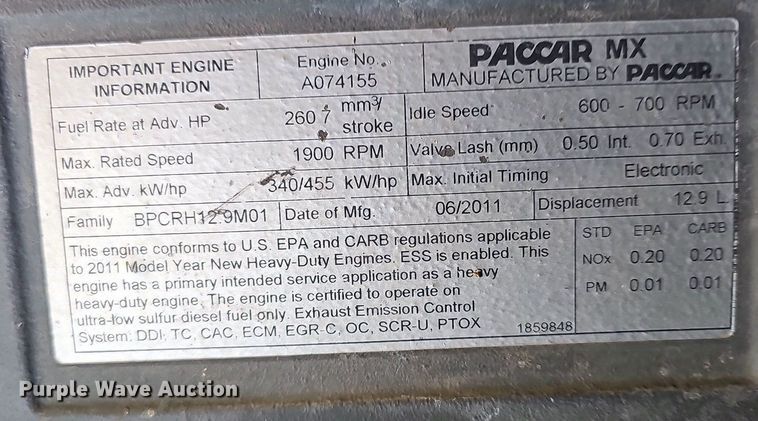 IMPORTANT ENGINE INFORMATION
Engine No. A074155
PACCAR MX
MANUFACTURED BY PACCAR.
Fuel Rate at Adv. HP 260.7 mm³/stroke
Idle Speed 600 - 700 RPM
Max. Rated Speed 1900 RPM
Valve Lash (mm) 0.50 Int. 0.70 Exh.
Max. Adv. kW/hp 340/455 kW/hp
Max. Initial Timing Electronic
Family BPCRH12.9M01
Date of Mfg. 06/2011
Displacement 12.9 L
This engine conforms to U.S. EPA and CARB regulations applicable
to 2011 Model Year New Heavy-Duty Engines. ESS is enabled. This
engine has a primary intended service application as a heavy
heavy-duty engine. The engine is certified to operate on
ultra-low sulfur diesel fuel only. Exhaust Emission Control
System: DDI, TC, CAC, ECM, EGR-C, OC, SCR-U, PTOX 1859848
STD EPA CARB
NOx 0.20 0.20
PM 0.01 0.01
Purple Wave Auction